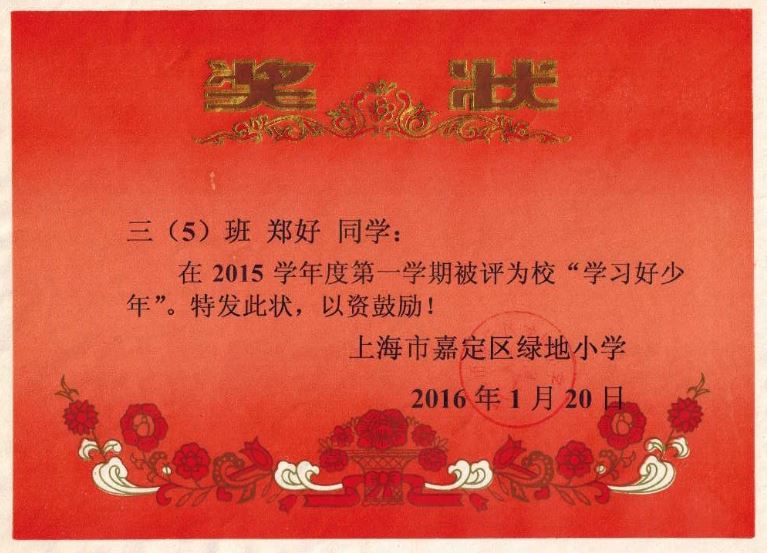 奖状
三（5）班 郑好 同学：
在 2015 学年度第一学期被评为校“学习好少
年”。特发此状，以资鼓励！
上海市嘉定区绿地小学
2016 年 1 月 20 日